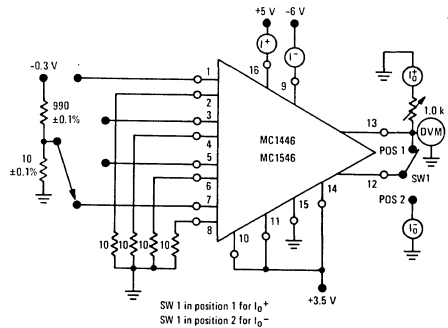 +5 V
-6 V
I+
I-
-0.3 V
16
9
1
2
3
4
5
6
7
8
990
±0.1%
10
±0.1%
MC1446
MC1546
I0+
1.0 k
DVM
13
POS 1
SW1
12
14
15
11
10
POS 2
I0-
10
10
10
10
+3.5 V
SW 1 in position 1 for I0+
SW 1 in position 2 for I0-